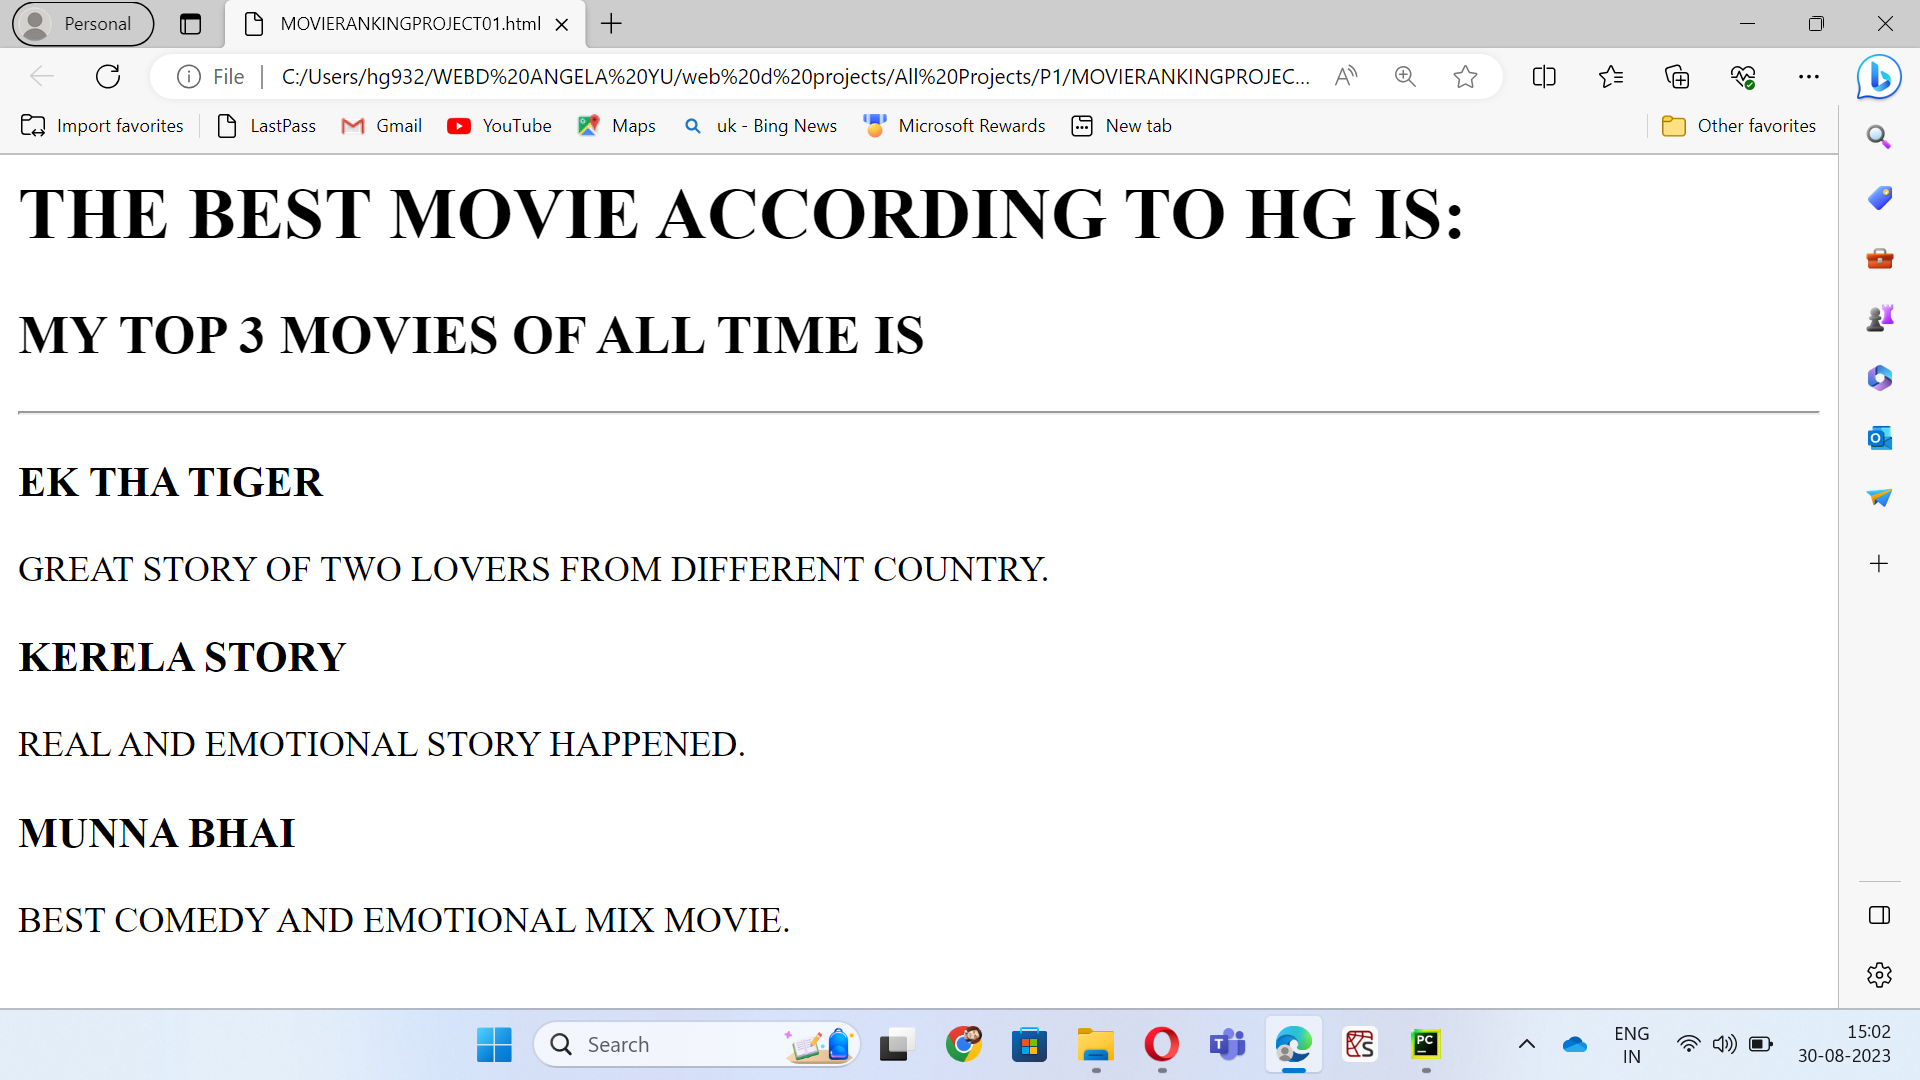 Personal
MOVIERANKINGPROJECT01.html
File
C:/Users/hg932/WEBD%20ANGELA%20YU/web%20d%20projects/All%20Projects/P1/MOVIERANKINGPROJEC...
Import favorites
LastPass
Gmail
YouTube
Maps
uk - Bing News
Microsoft Rewards
New tab
Other favorites
THE BEST MOVIE ACCORDING TO HG IS:
MY TOP 3 MOVIES OF ALL TIME IS
EK THA TIGER
GREAT STORY OF TWO LOVERS FROM DIFFERENT COUNTRY.
KERELA STORY
REAL AND EMOTIONAL STORY HAPPENED.
MUNNA BHAI
BEST COMEDY AND EMOTIONAL MIX MOVIE.
Search
ENG
IN
15:02
30-08-2023